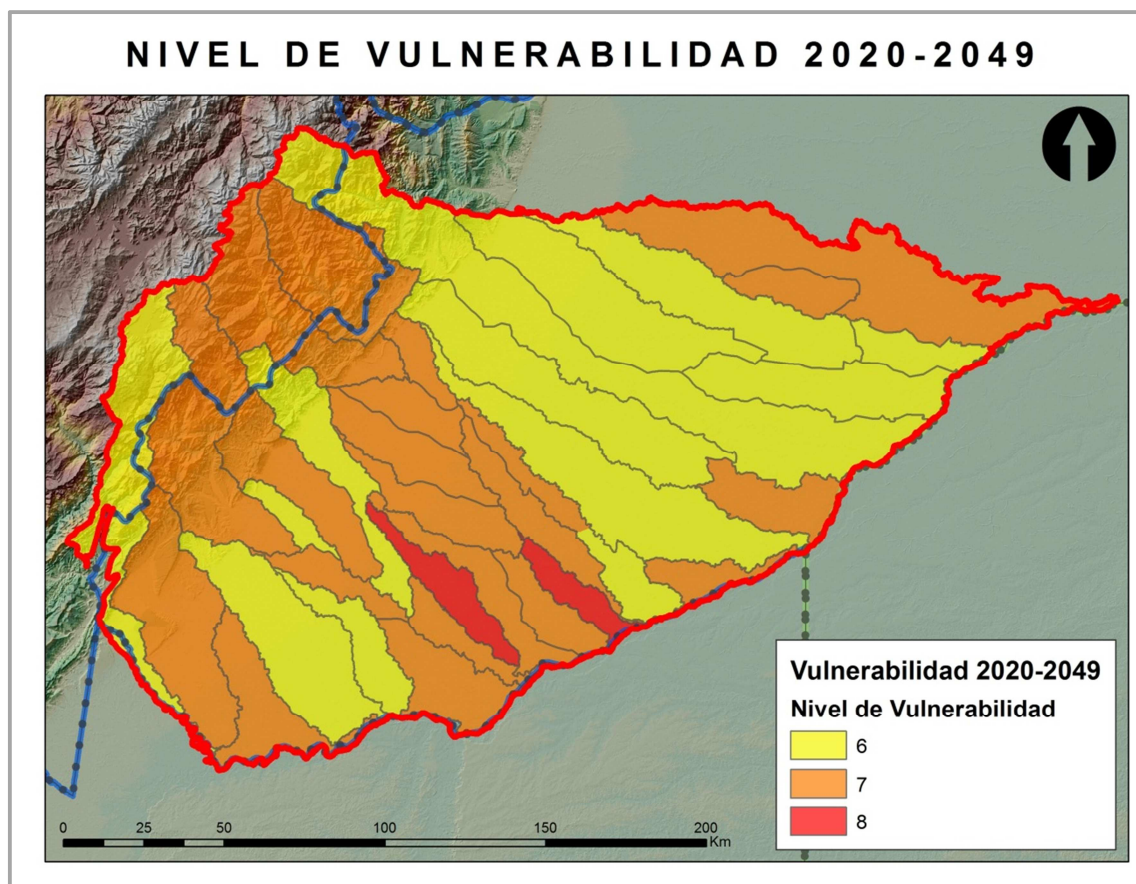 NIVEL DE VULNERABILIDAD 2020-2049
Vulnerabilidad 2020-2049
Nivel de Vulnerabilidad
6
7
8
0 25 50 100 150 200
Km